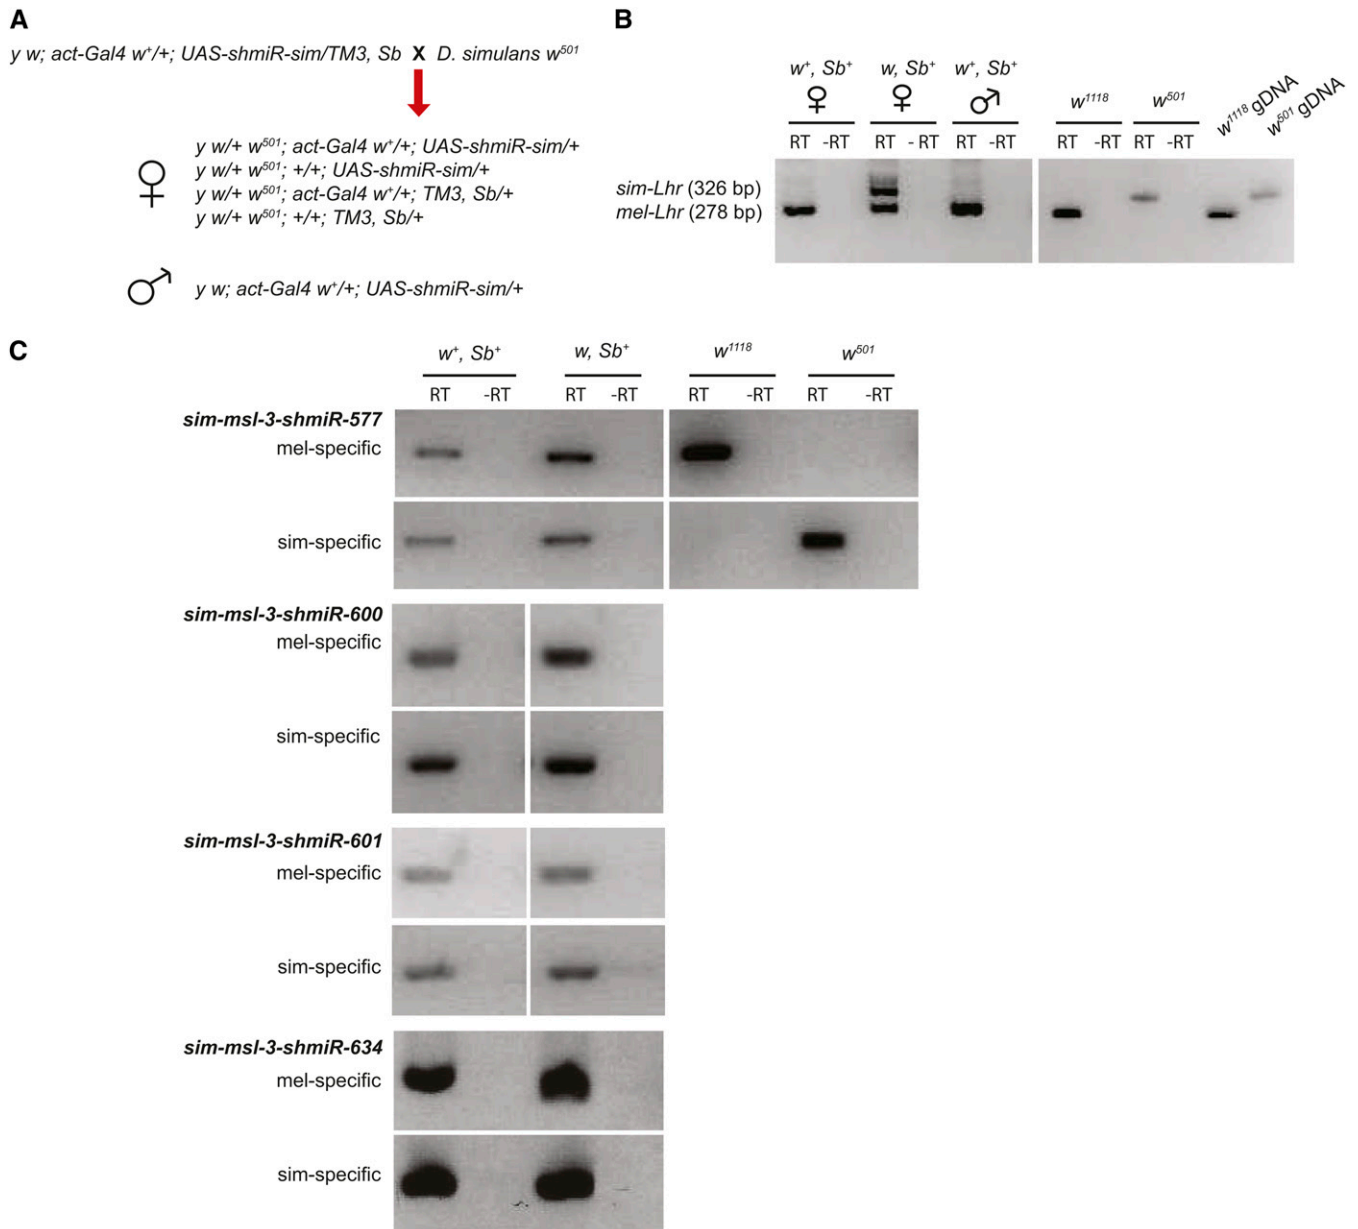 A
y w; act-Gal4 w⁺/+; UAS-shmiR-sim/TM3, Sb X D. simulans w⁵⁰¹
♀
y w/+ w⁵⁰¹; act-Gal4 w⁺/+; UAS-shmiR-sim/+
y w/+ w⁵⁰¹; +/+; UAS-shmiR-sim/+
y w/+ w⁵⁰¹; act-Gal4 w⁺/+; TM3, Sb/+
y w/+ w⁵⁰¹; +/+; TM3, Sb/+
♂ y w; act-Gal4 w⁺/+; UAS-shmiR-sim/+
B
w⁺, Sb⁺ w, Sb⁺ w⁺, Sb⁺
♀ ♀ ♂ w¹¹¹⁸ w⁵⁰¹ w¹¹¹⁸ gDNA w⁵⁰¹ gDNA
RT -RT RT - RT RT -RT RT -RT RT -RT
sim-Lhr (326 bp)
mel-Lhr (278 bp)
C
w⁺, Sb⁺ w, Sb⁺ w¹¹¹⁸ w⁵⁰¹
RT -RT RT -RT RT -RT RT -RT
sim-msl-3-shmiR-577
mel-specific
sim-specific
sim-msl-3-shmiR-600
mel-specific
sim-specific
sim-msl-3-shmiR-601
mel-specific
sim-specific
sim-msl-3-shmiR-634
mel-specific
sim-specific